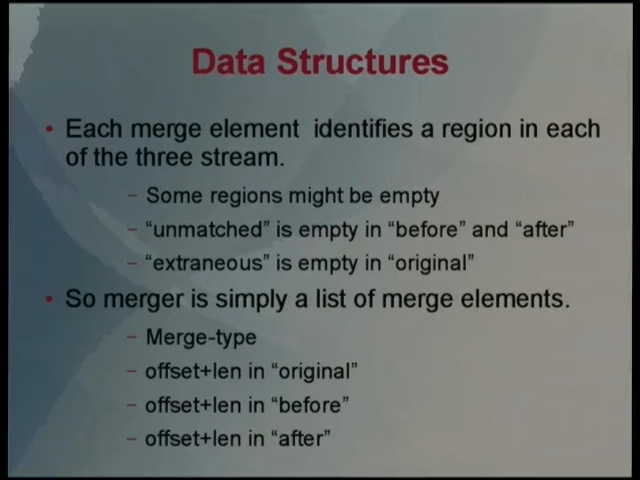 Data Structures
• Each merge element identifies a region in each
of the three stream.
– Some regions might be empty
– “unmatched” is empty in “before” and “after”
– “extraneous” is empty in “original”
• So merger is simply a list of merge elements.
– Merge-type
– offset+len in “original”
– offset+len in “before”
– offset+len in “after”